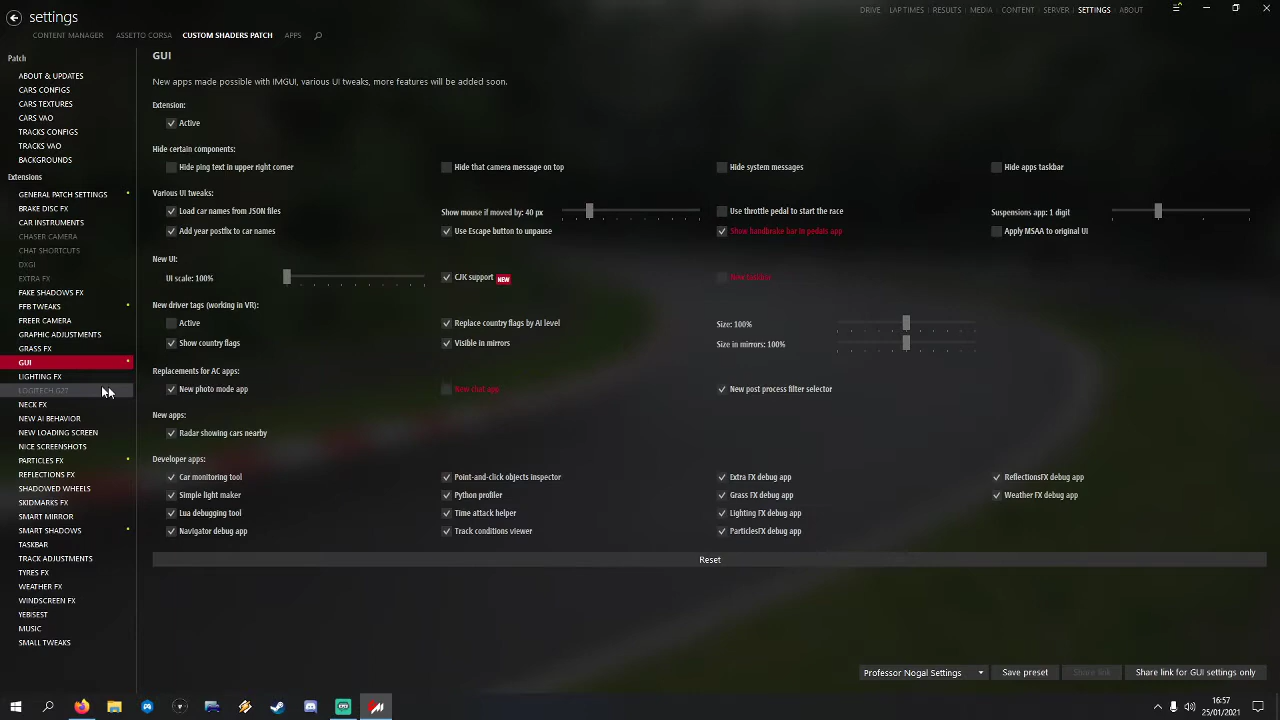 settings
DRIVE LAP TIMES RESULTS MEDIA CONTENT SERVER SETTINGS ABOUT
CONTENT MANAGER ASSETTO CORSA CUSTOM SHADERS PATCH APPS
Patch
ABOUT & UPDATES
CARS CONFIGS
CARS TEXTURES
CARS VAO
TRACKS CONFIGS
TRACKS VAO
BACKGROUNDS
Extensions
GENERAL PATCH SETTINGS
BRAKE DISC FX
CAR INSTRUMENTS
CHASER CAMERA
CHAT SHORTCUTS
DXGI
EXTRA FX
FAKE SHADOWS FX
FFB TWEAKS
FREER CAMERA
GRAPHIC ADJUSTMENTS
GRASS FX
GUI
LIGHTING FX
LOGITECH G27
NECK FX
NEW AI BEHAVIOR
NEW LOADING SCREEN
NICE SCREENSHOTS
PARTICLES FX
REFLECTIONS FX
SHADOWED WHEELS
SKIDMARKS FX
SMART MIRROR
SMART SHADOWS
TASKBAR
TRACK ADJUSTMENTS
TYRES FX
WEATHER FX
WINDSCREEN FX
YEBISEST
MUSIC
SMALL TWEAKS
GUI
New apps made possible with IMGUI, various UI tweaks, more features will be added soon.
Extension:
Active
Hide certain components:
Hide ping text in upper right corner Hide that camera message on top Hide system messages Hide apps taskbar
Various UI tweaks:
Load car names from JSON files Show mouse if moved by: 40 px Use throttle pedal to start the race Suspensions app: 1 digit
Add year postfix to car names Use Escape button to unpause Show handbrake bar in pedals app Apply MSAA to original UI
New UI:
UI scale: 100% CJK support NEW New taskbar
New driver tags (working in VR):
Active Replace country flags by AI level Size: 100%
Show country flags Visible in mirrors Size in mirrors: 100%
Replacements for AC apps:
New photo mode app New chat app New post process filter selector
New apps:
Radar showing cars nearby
Developer apps:
Car monitoring tool Point-and-click objects inspector Extra FX debug app ReflectionsFX debug app
Simple light maker Python profiler Grass FX debug app Weather FX debug app
Lua debugging tool Time attack helper Lighting FX debug app
Navigator debug app Track conditions viewer ParticlesFX debug app
Reset
Professor Nogal Settings Save preset Share link Share link for GUI settings only
16:57
25/01/2021